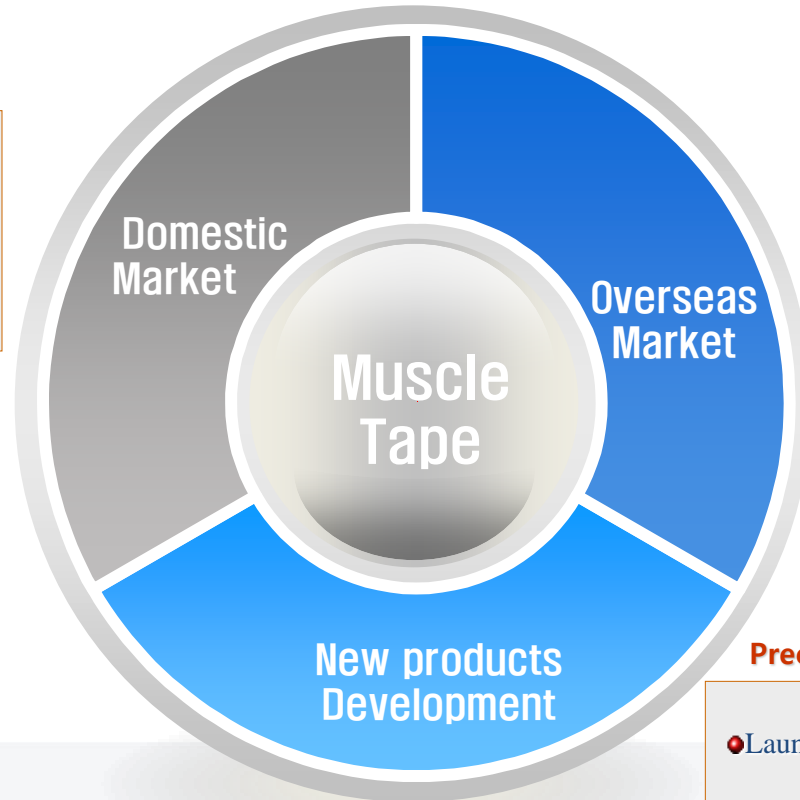 Domestic
Market
Overseas
Market
Muscle
Tape
New products
Development